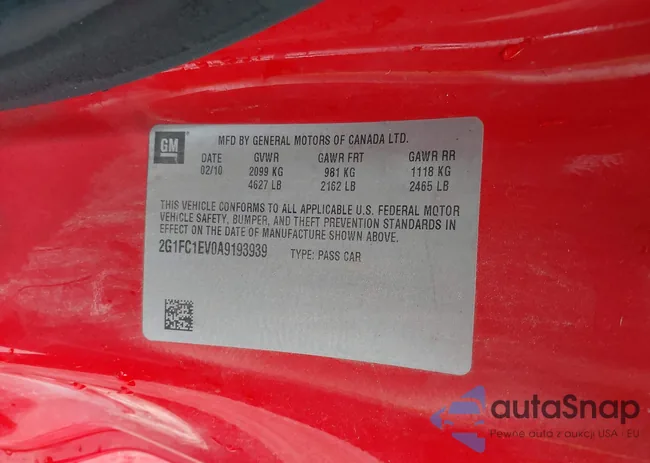 GM
MFD BY GENERAL MOTORS OF CANADA LTD.
DATE GVWR GAWR FRT GAWR RR
02/10 2099 KG 981 KG 1118 KG
4627 LB 2162 LB 2465 LB
THIS VEHICLE CONFORMS TO ALL APPLICABLE U.S. FEDERAL MOTOR
VEHICLE SAFETY, BUMPER, AND THEFT PREVENTION STANDARDS IN
EFFECT ON THE DATE OF MANUFACTURE SHOWN ABOVE.
2G1FC1EV0A9193939 TYPE: PASS CAR
autaSnap
Pewne auta z aukcji USA i EU